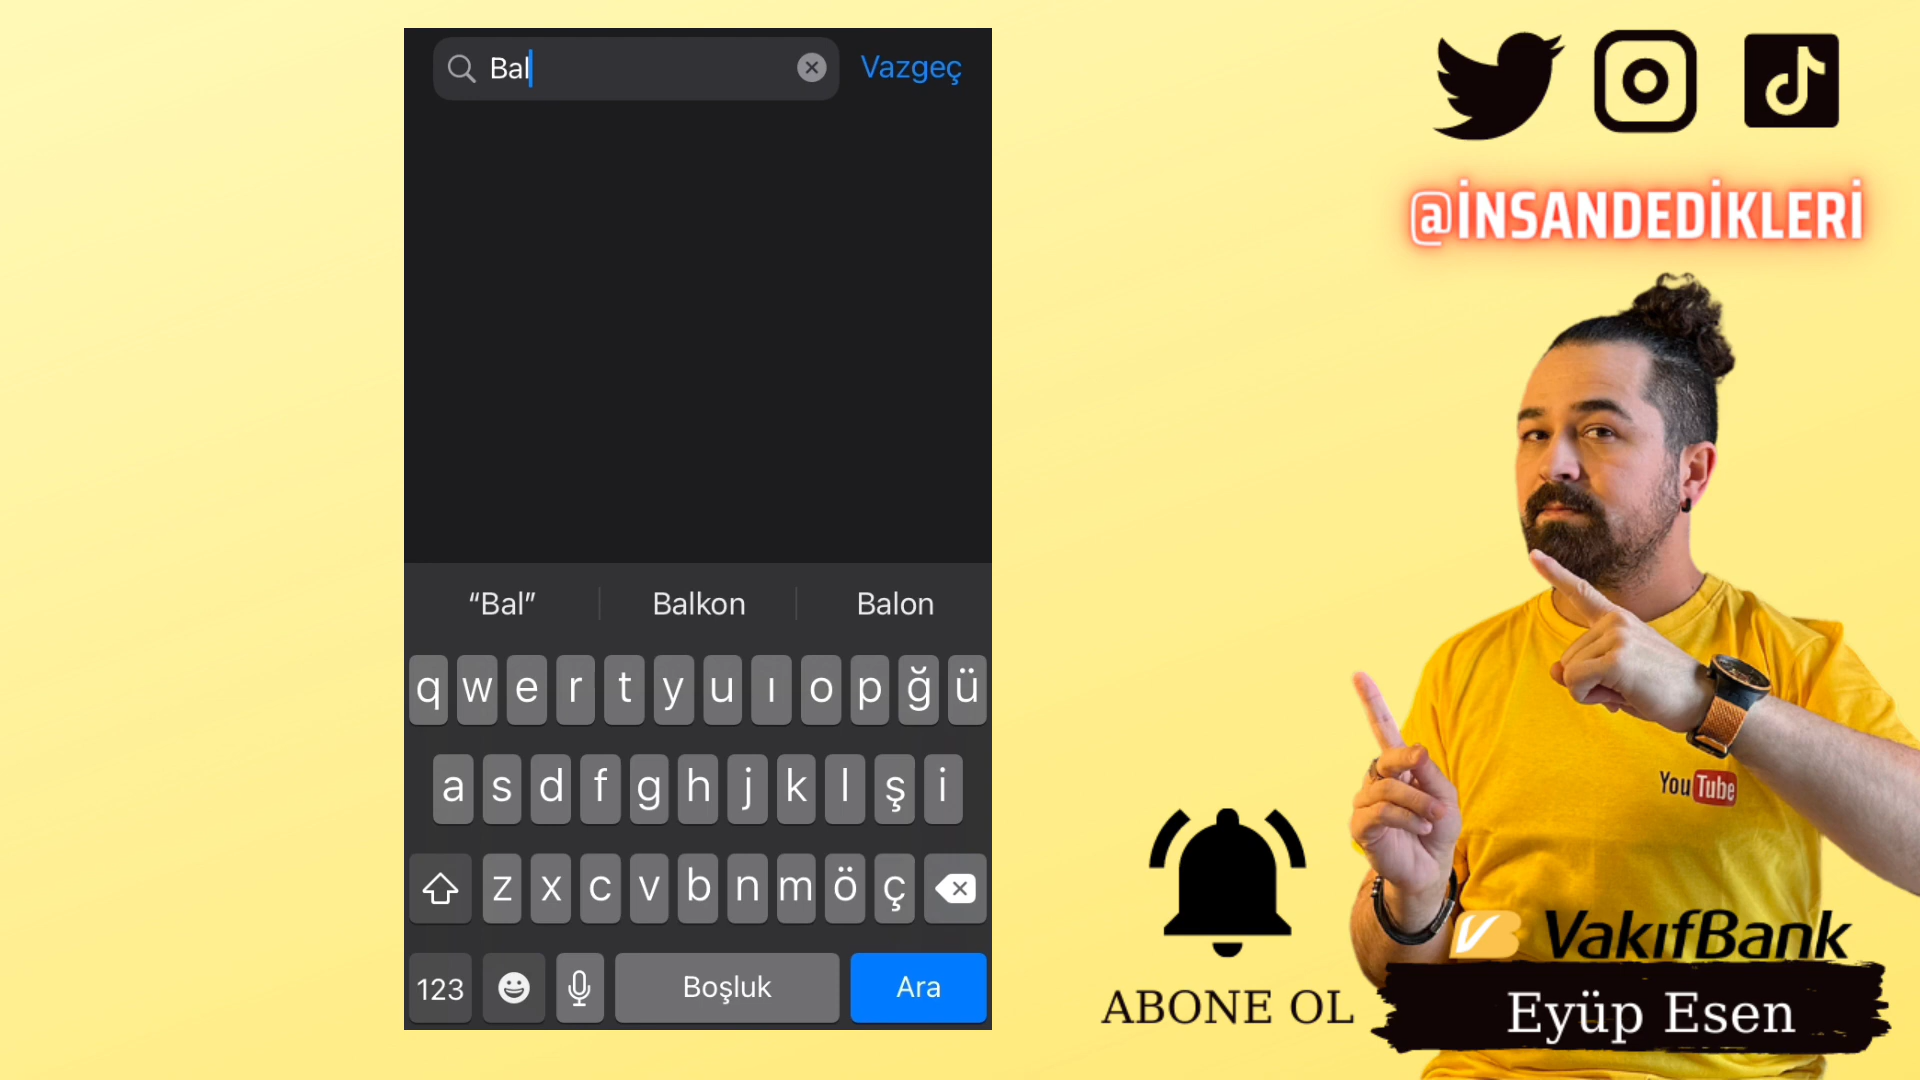 Bal
Vazgeç
“Bal” Balkon Balon
q w e r t y u ı o p ğ ü
a s d f g h j k l ş i
z x c v b n m ö ç
123 Boşluk Ara
@İNSANDEDİKLERİ
YouTube
VakıfBank
ABONE OL
Eyüp Esen